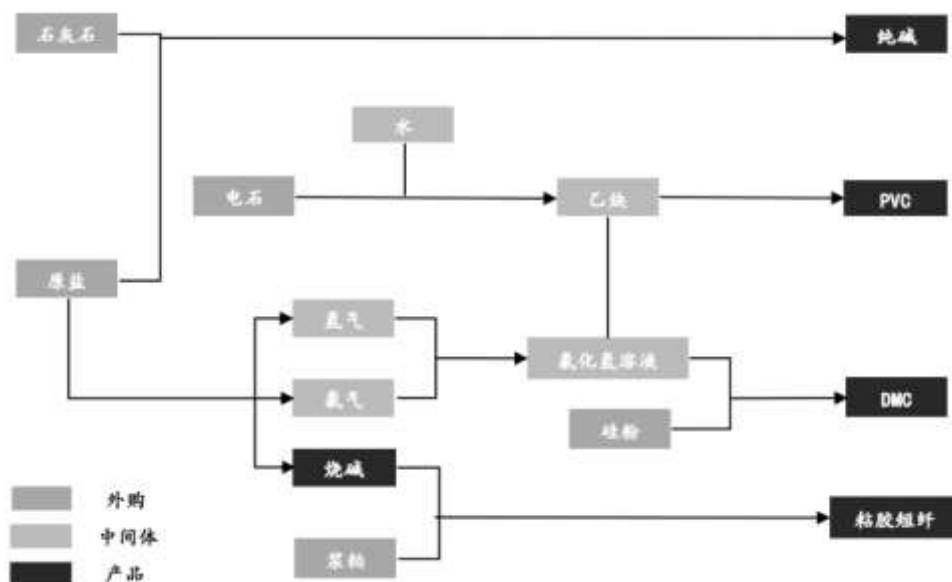 石灰石
纯碱
水
电石
乙炔
PVC
原盐
氢气
氯化氢溶液
氯气
DMC
硅粉
烧碱
外购
粘胶短纤
中间体
浆粕
产品